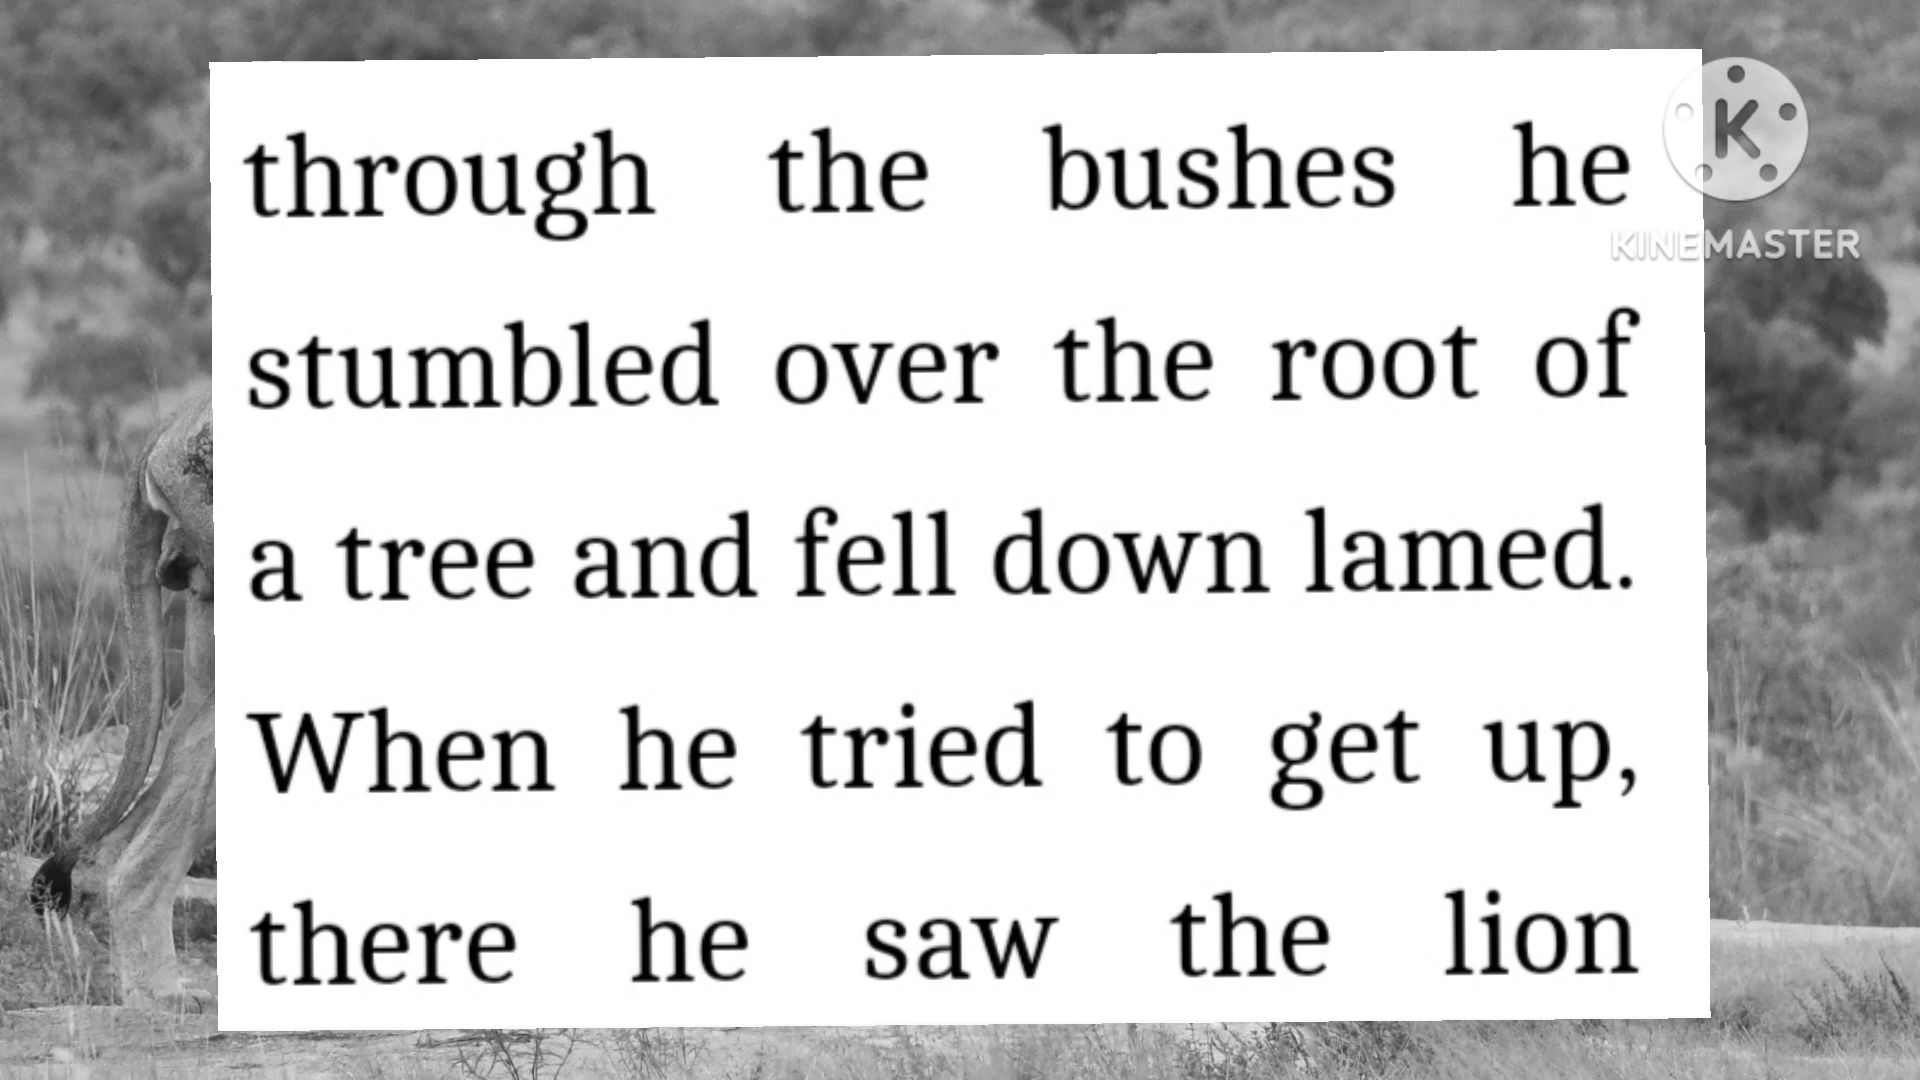 through the bushes he
stumbled over the root of
a tree and fell down lamed.
When he tried to get up,
there he saw the lion
K
KINEMASTER